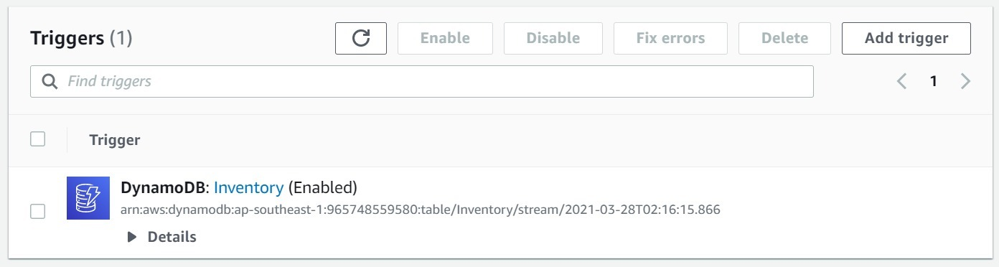 Triggers (1)
Enable
Disable
Fix errors
Delete
Add trigger
Find triggers
1
Trigger
DynamoDB: Inventory (Enabled)
arn:aws:dynamodb:ap-southeast-1:965748559580:table/Inventory/stream/2021-03-28T02:16:15.866
Details